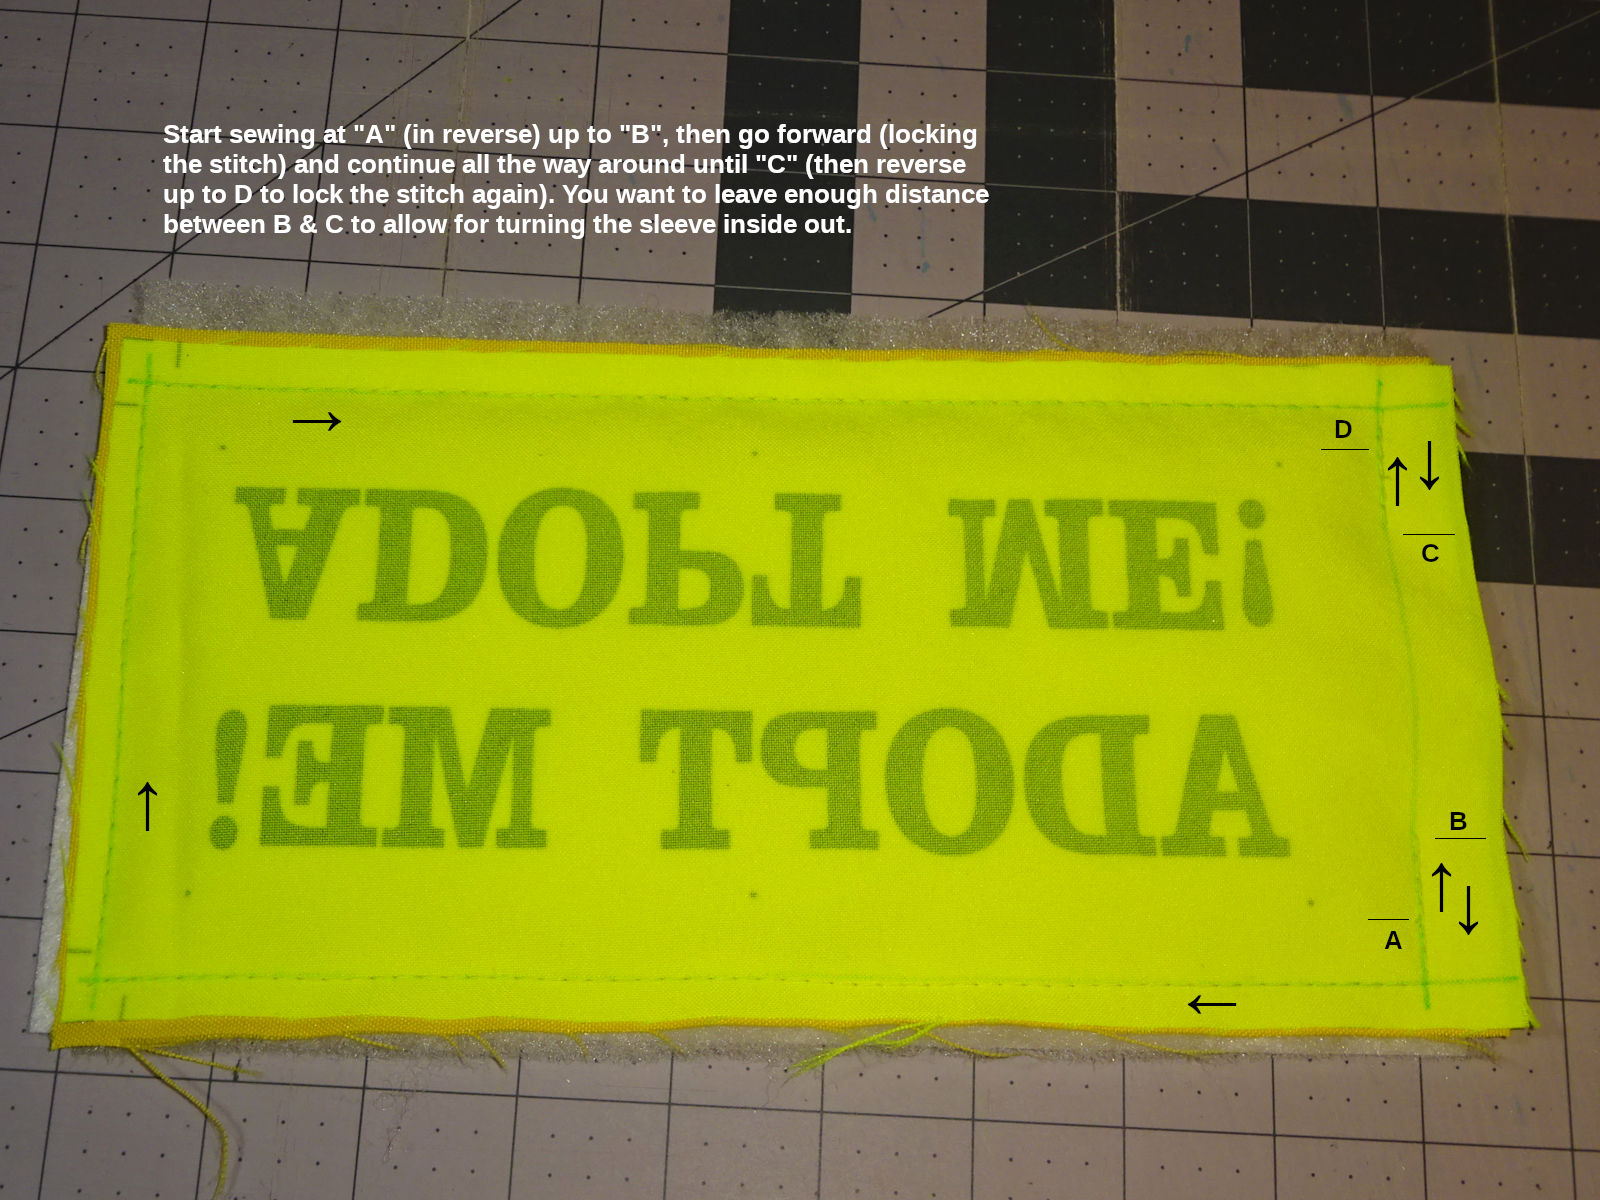 Start sewing at "A" (in reverse) up to "B", then go forward (locking
the stitch) and continue all the way around until "C" (then reverse
up to D to lock the stitch again). You want to leave enough distance
between B & C to allow for turning the sleeve inside out.
→
D
↑ ↓
C
ADOPT ME!
ADOPT ME!
B
↑
↑ ↓
A
←